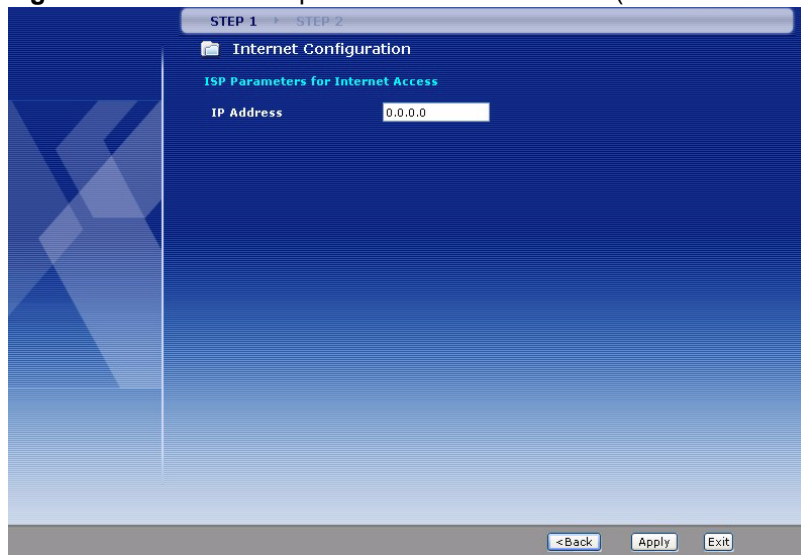 STEP 1 STEP 2
Internet Configuration
ISP Parameters for Internet Access
IP Address 0.0.0.0
<Back Apply Exit